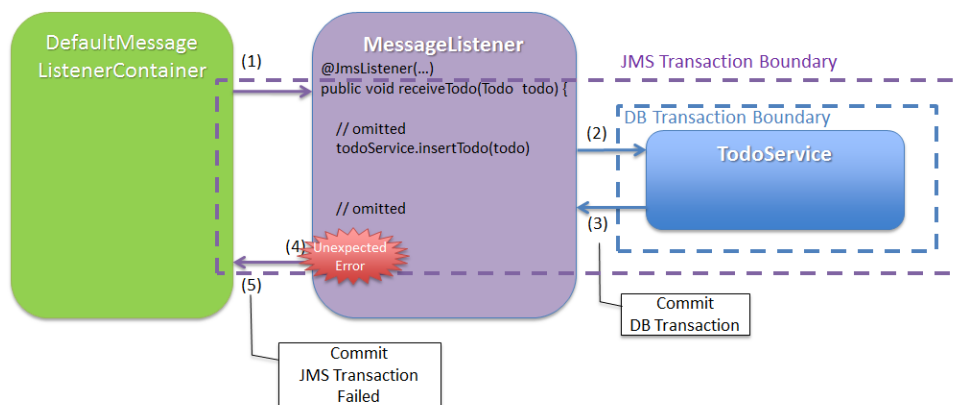 DefaultMessage
ListenerContainer
(1)
MessageListener
@JmsListener(...)
public void receiveTodo(Todo todo) {
// omitted
todoService.insertTodo(todo)
// omitted
JMS Transaction Boundary
DB Transaction Boundary
(2)
TodoService
(3)
(4)
Unexpected
Error
(5)
Commit
DB Transaction
Commit
JMS Transaction
Failed